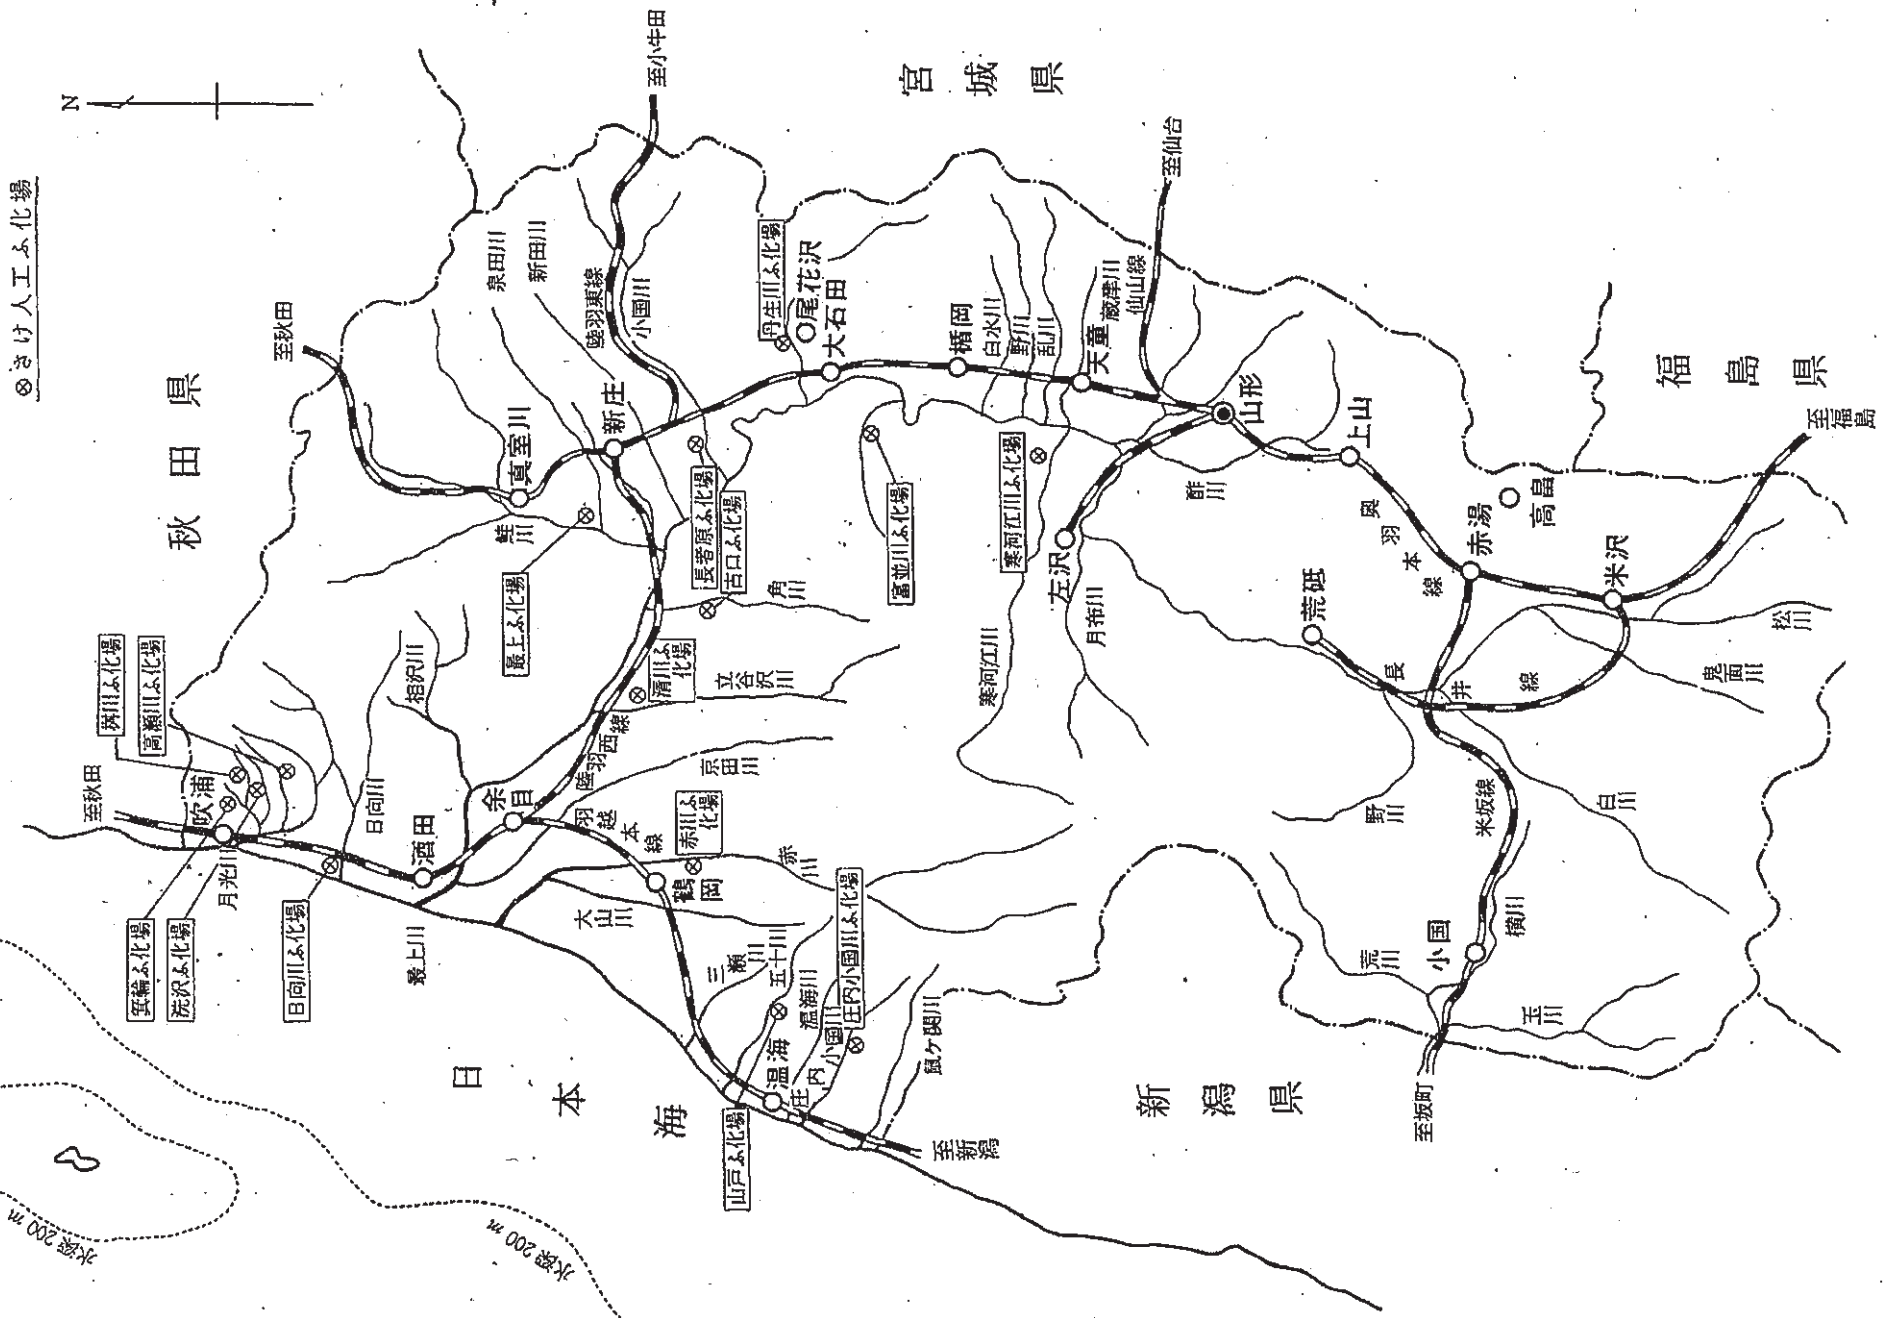 ⊗さけ人工ふ化場
N
秋田県
宮城県
福島県
新潟県
日本海
水深200m
水深200m
至秋田
至秋田
至小牛田
至仙台
至福島
至坂町
至新潟
桝川ふ化場
高瀬川ふ化場
箕輪ふ化場
洗沢ふ化場
日向川ふ化場
吹浦
月光川
日向川
相沢川
酒田
最上川
余目
陸羽西線
羽越本線
京田川
赤川ふ化場
鶴岡
赤川
大山川
三瀬川
五十川
温海川
庄内小国川
庄内小国川ふ化場
鼠ケ関川
温海
山戸ふ化場
清川ふ化場
立谷沢川
最上ふ化場
鮭川
真室川
新庄
泉田川
新田川
陸羽東線
小国川
長者原ふ化場
古口ふ化場
角川
丹生川ふ化場
尾花沢
大石田
富並川ふ化場
楯岡
白水川
野川
乱川
天童
蔵津川
仙山線
寒河江川ふ化場
寒河江川
左沢
月布川
山形
酢川
上山
奥羽本線
赤湯
高畠
米沢
荒砥
長井線
松川
鬼面川
白川
野川
米坂線
横川
小国
荒川
玉川